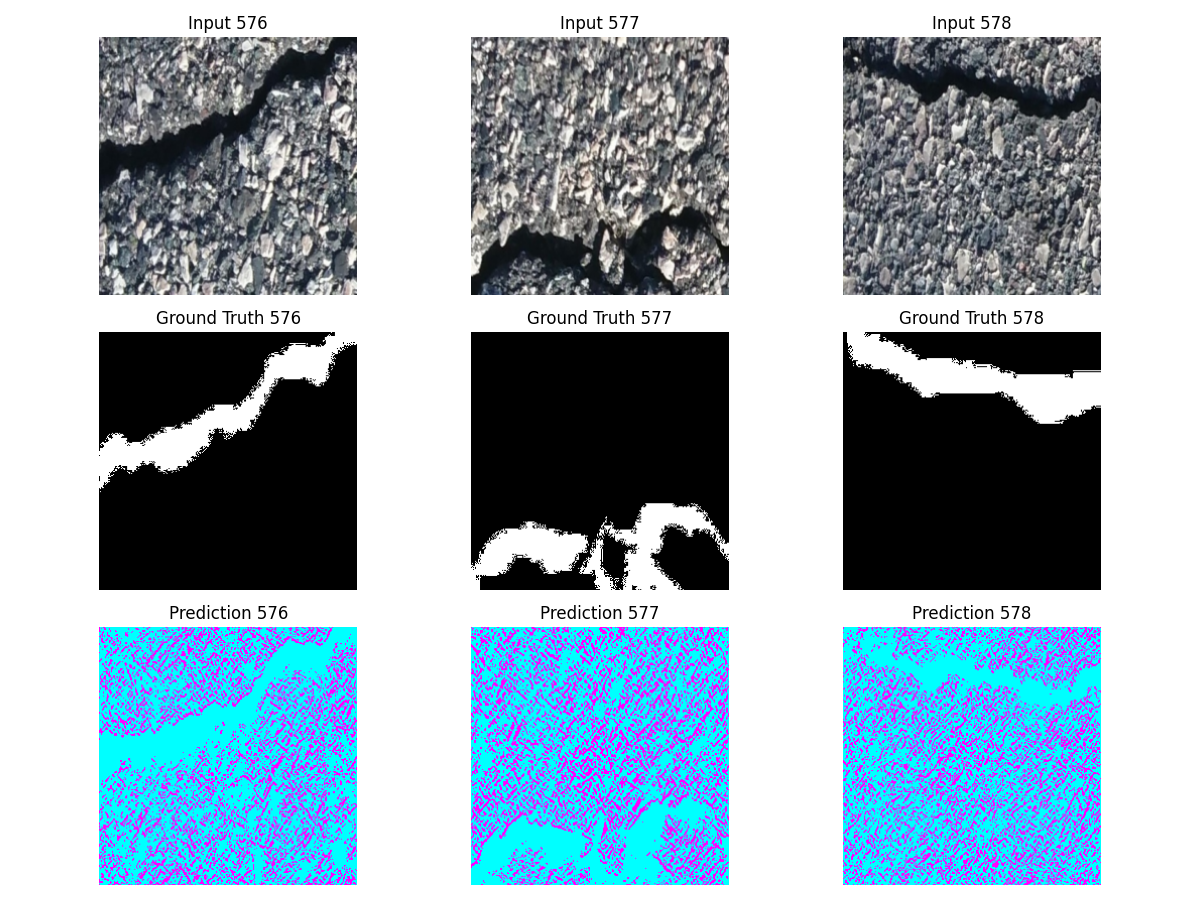 Input 576
Input 577
Input 578
Ground Truth 576
Ground Truth 577
Ground Truth 578
Prediction 576
Prediction 577
Prediction 578